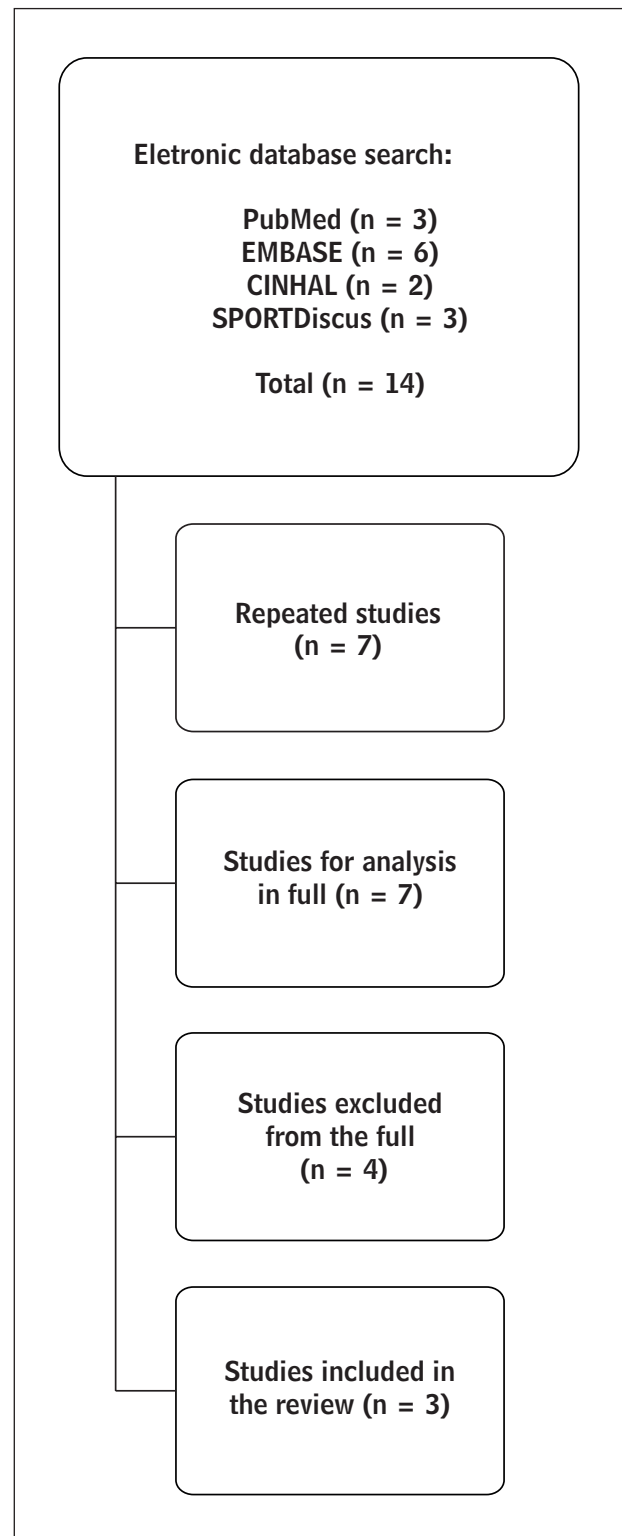 Eletronic database search:
PubMed (n = 3)
EMBASE (n = 6)
CINHAL (n = 2)
SPORTDiscus (n = 3)
Total (n = 14)
Repeated studies
(n = 7)
Studies for analysis
in full (n = 7)
Studies excluded
from the full
(n = 4)
Studies included in
the review (n = 3)